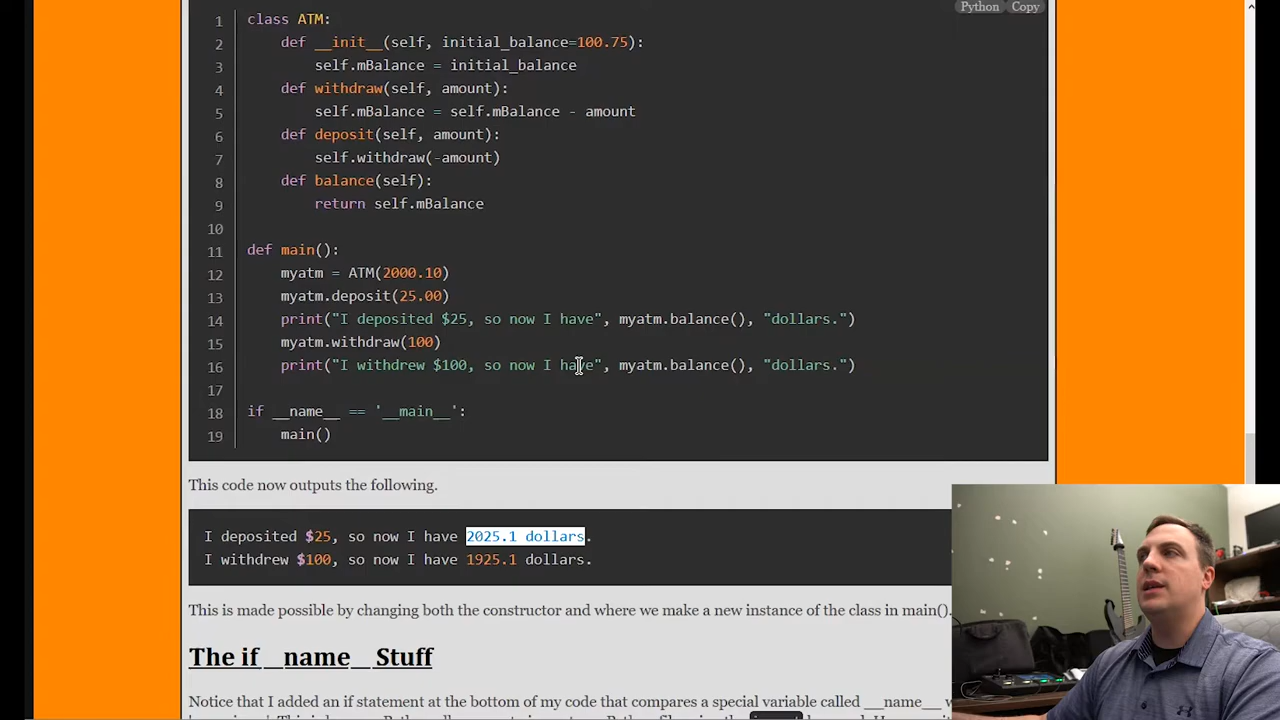 Python Copy
1 class ATM:
2 def __init__(self, initial_balance=100.75):
3 self.mBalance = initial_balance
4 def withdraw(self, amount):
5 self.mBalance = self.mBalance - amount
6 def deposit(self, amount):
7 self.withdraw(-amount)
8 def balance(self):
9 return self.mBalance
10
11 def main():
12 myatm = ATM(2000.10)
13 myatm.deposit(25.00)
14 print("I deposited $25, so now I have", myatm.balance(), "dollars.")
15 myatm.withdraw(100)
16 print("I withdrew $100, so now I have", myatm.balance(), "dollars.")
17
18 if __name__ == '__main__':
19 main()
This code now outputs the following.
I deposited $25, so now I have 2025.1 dollars.
I withdrew $100, so now I have 1925.1 dollars.
This is made possible by changing both the constructor and where we make a new instance of the class in main().
The if __name__ Stuff
Notice that I added an if statement at the bottom of my code that compares a special variable called __name__ w